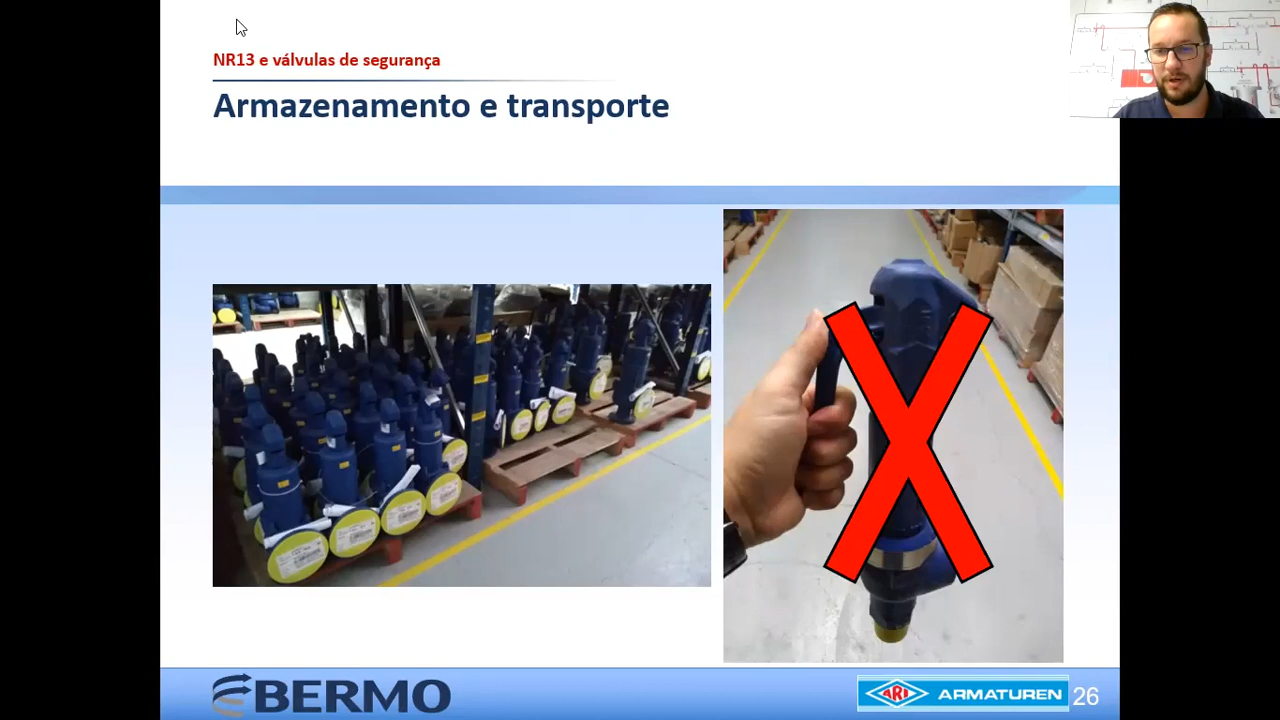 NR13 e válvulas de segurança
Armazenamento e transporte
BERMO
ARI ARMATUREN 26